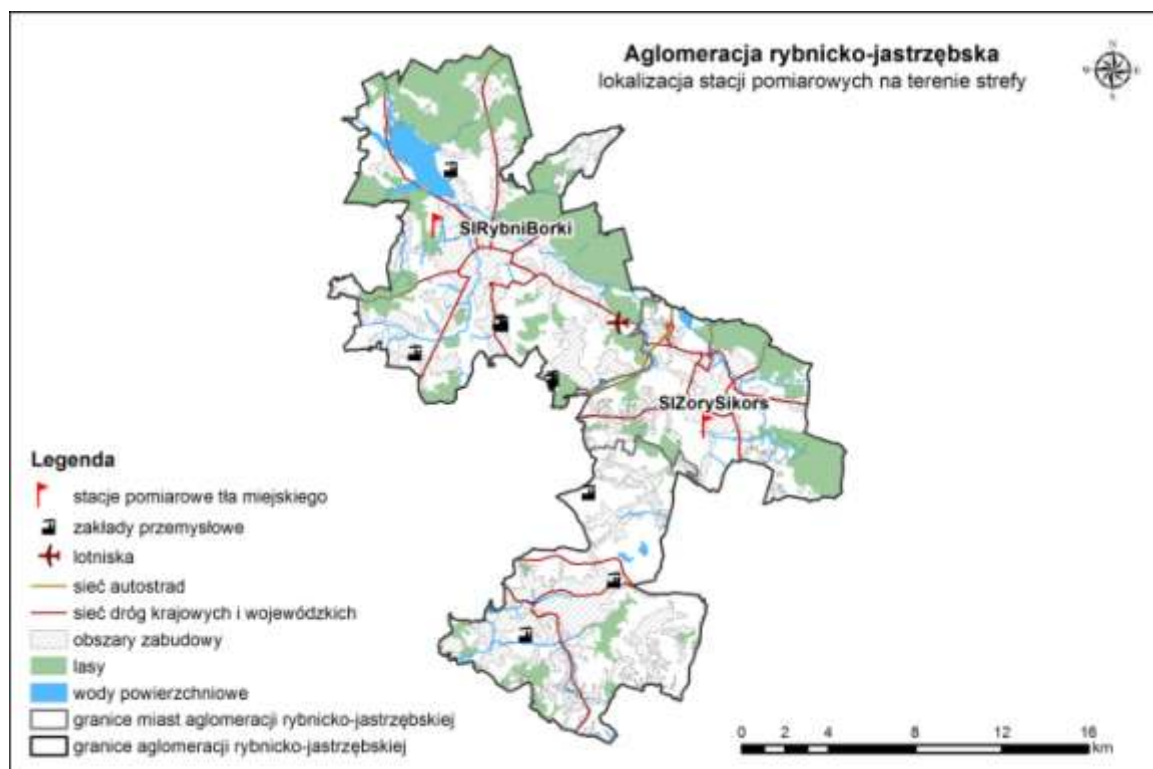 Aglomeracja rybnicko-jastrzębska
lokalizacja stacji pomiarowych na terenie strefy
N
W
E
S
SlRybniBorki
SlZorySikors
Legenda
stacje pomiarowe tła miejskiego
zakłady przemysłowe
lotniska
sieć autostrad
sieć dróg krajowych i wojewódzkich
obszary zabudowy
lasy
wody powierzchniowe
granice miast aglomeracji rybnicko-jastrzębskiej
granice aglomeracji rybnicko-jastrzębskiej
0 2 4 8 12 16
km